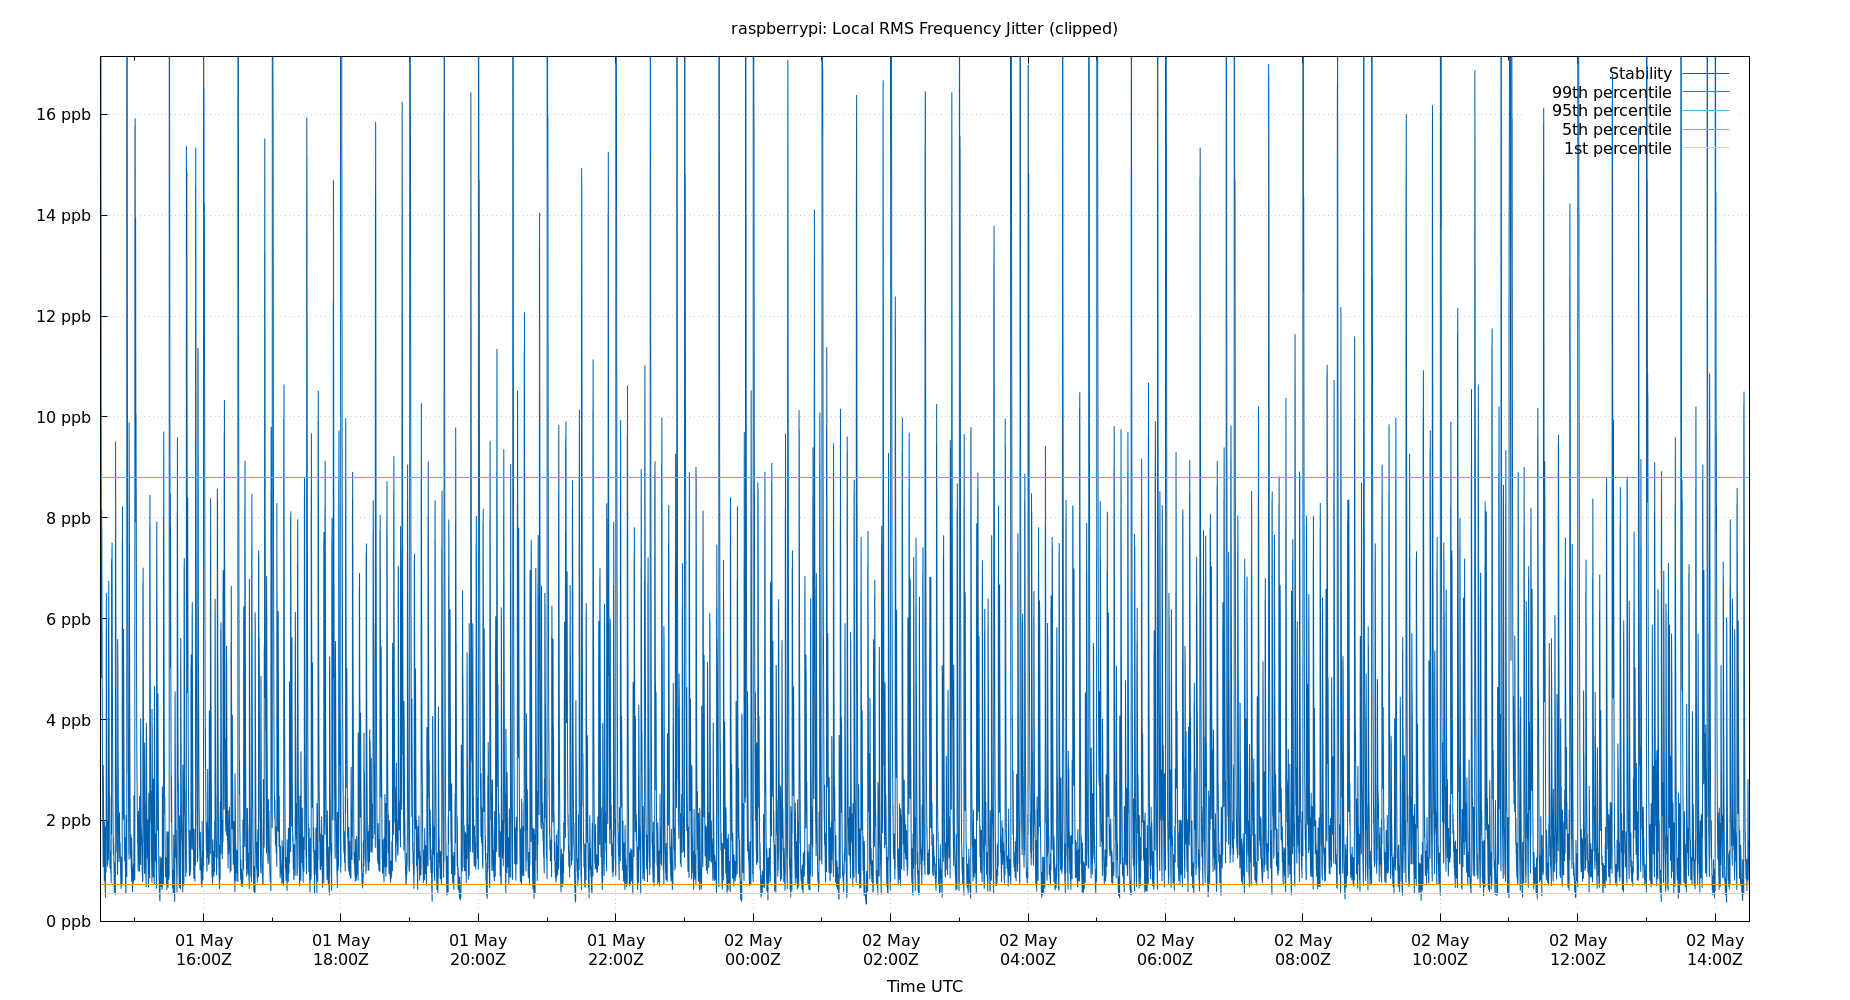 raspberrypi: Local RMS Frequency Jitter (clipped)
Stability
99th percentile
95th percentile
5th percentile
1st percentile
16 ppb
14 ppb
12 ppb
10 ppb
8 ppb
6 ppb
4 ppb
2 ppb
0 ppb
01 May 01 May 01 May 01 May 02 May 02 May 02 May 02 May 02 May 02 May 02 May 02 May
16:00Z 18:00Z 20:00Z 22:00Z 00:00Z 02:00Z 04:00Z 06:00Z 08:00Z 10:00Z 12:00Z 14:00Z
Time UTC